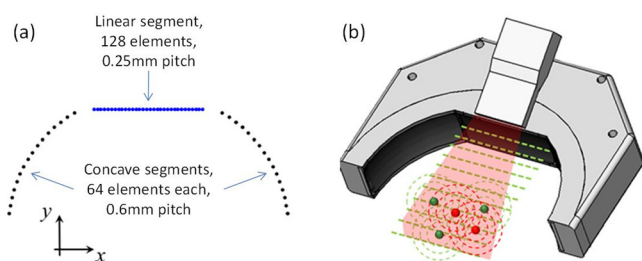 (a)
Linear segment,
128 elements,
0.25mm pitch
Concave segments,
64 elements each,
0.6mm pitch
y
x
(b)